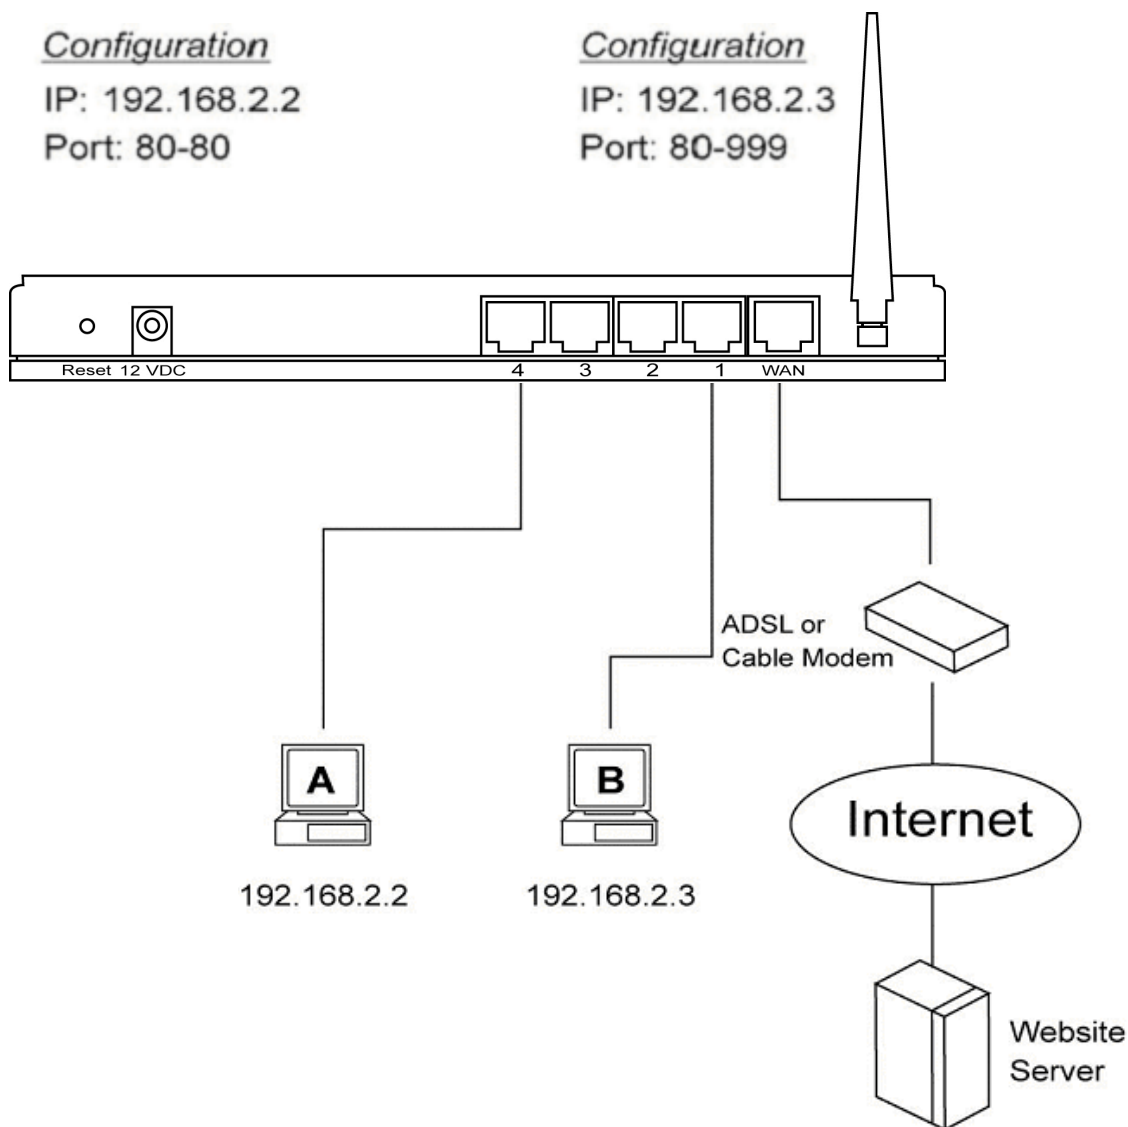 Configuration
IP: 192.168.2.2
Port: 80-80
Configuration
IP: 192.168.2.3
Port: 80-999
Reset 12 VDC
4 3 2 1 WAN
ADSL or
Cable Modem
A
B
192.168.2.2
192.168.2.3
Internet
Website
Server